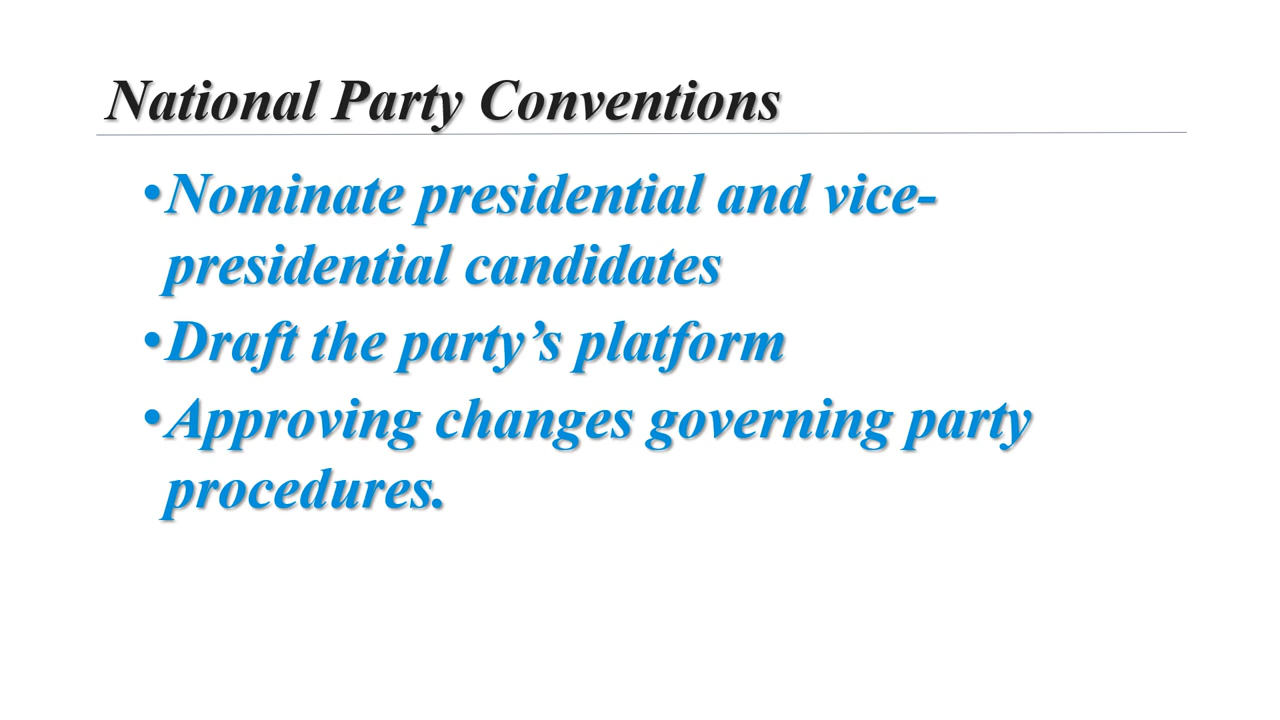 National Party Conventions
•Nominate presidential and vice-
presidential candidates
•Draft the party’s platform
•Approving changes governing party
procedures.